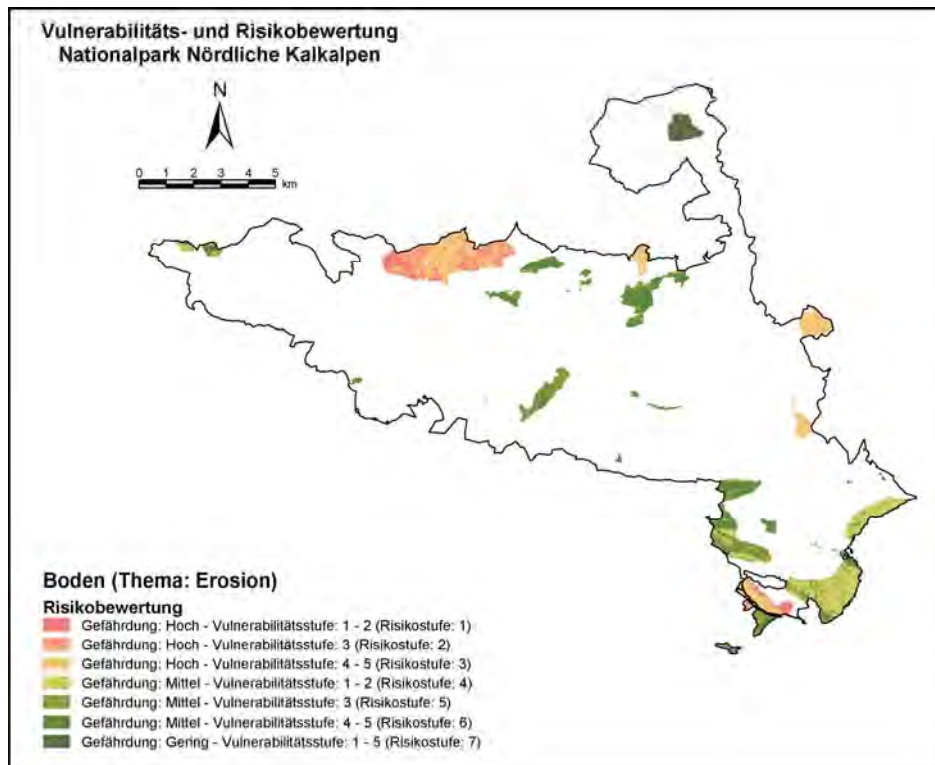 Vulnerabilitäts- und Risikobewertung
Nationalpark Nördliche Kalkalpen
N
0 1 2 3 4 5
km
Boden (Thema: Erosion)
Risikobewertung
Gefährdung: Hoch - Vulnerabilitätsstufe: 1 - 2 (Risikostufe: 1)
Gefährdung: Hoch - Vulnerabilitätsstufe: 3 (Risikostufe: 2)
Gefährdung: Hoch - Vulnerabilitätsstufe: 4 - 5 (Risikostufe: 3)
Gefährdung: Mittel - Vulnerabilitätsstufe: 1 - 2 (Risikostufe: 4)
Gefährdung: Mittel - Vulnerabilitätsstufe: 3 (Risikostufe: 5)
Gefährdung: Mittel - Vulnerabilitätsstufe: 4 - 5 (Risikostufe: 6)
Gefährdung: Gering - Vulnerabilitätsstufe: 1 - 5 (Risikostufe: 7)